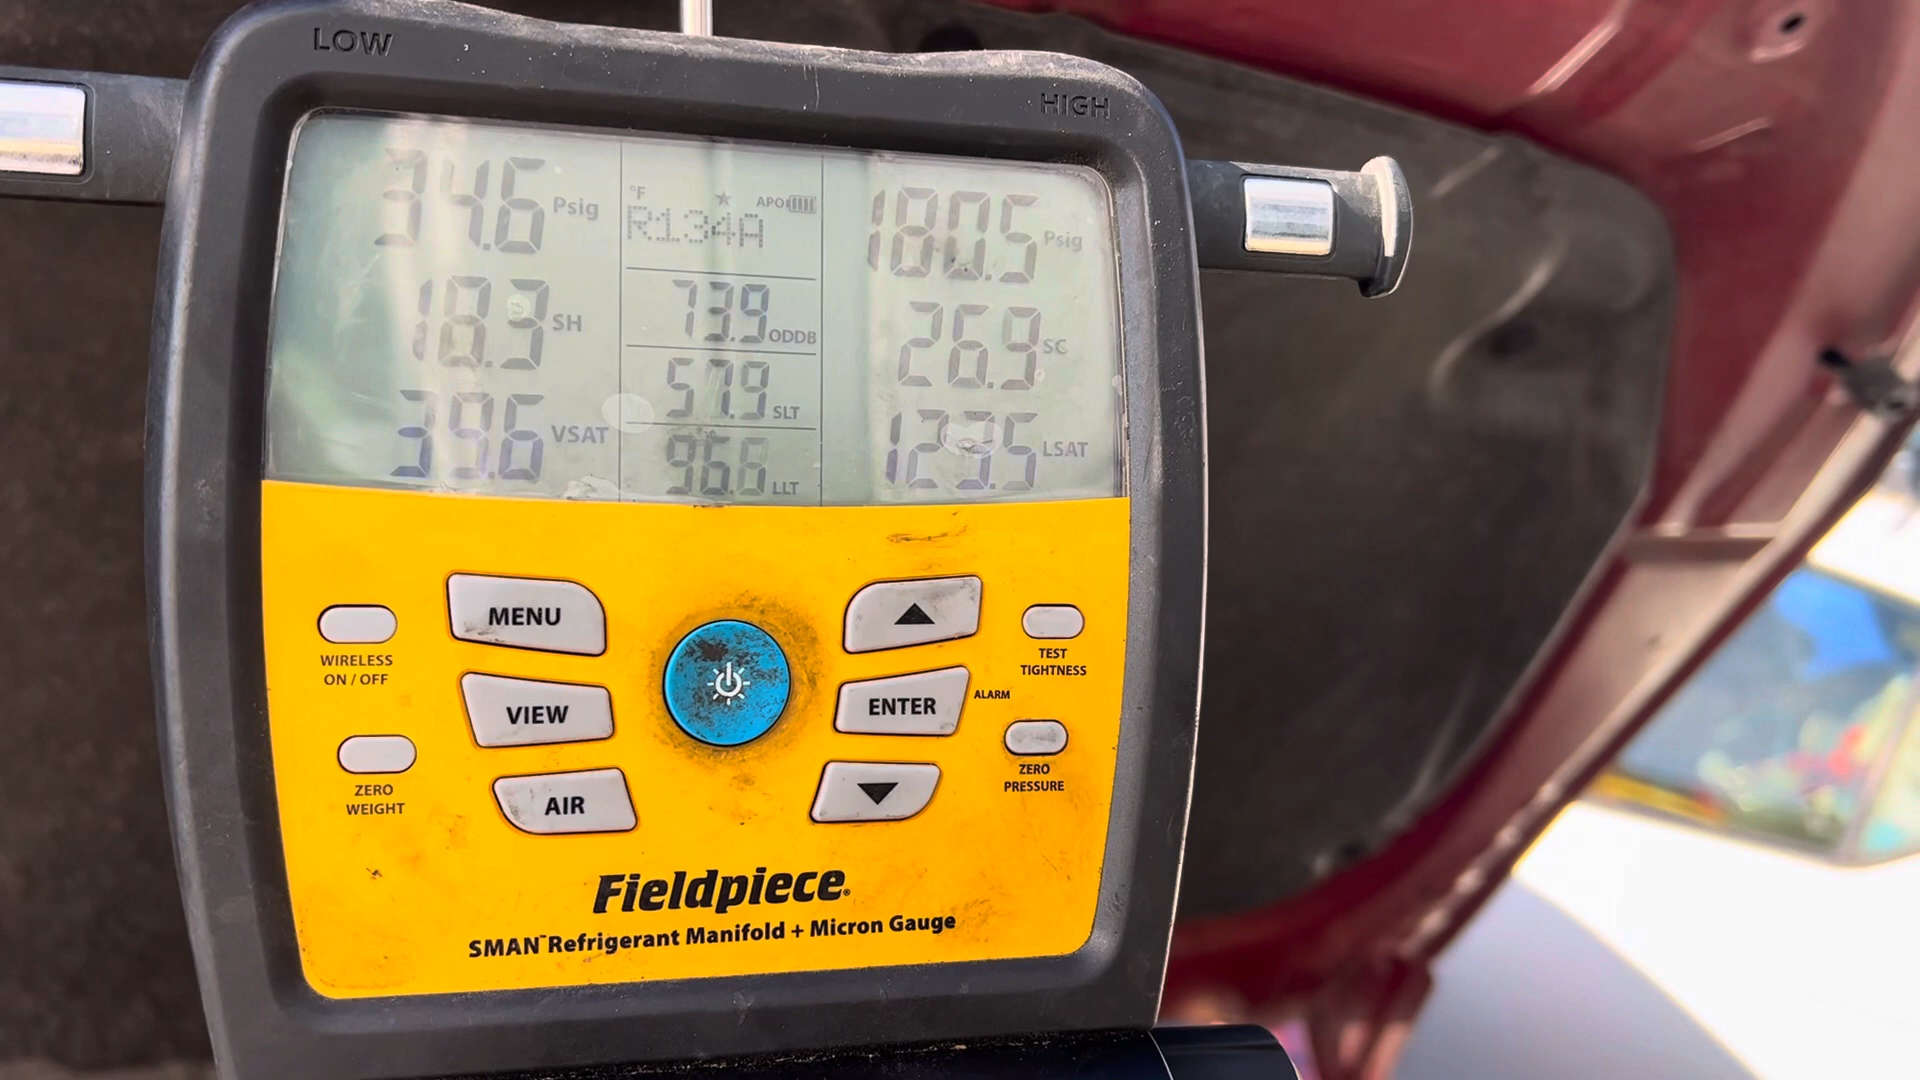 LOW
HIGH
34.6 Psig
18.3 SH
39.6 VSAT
°F
APO
R134A
73.9 ODDB
57.9 SLT
96.6 LLT
180.5 Psig
26.9 SC
123.5 LSAT
WIRELESS
ON / OFF
MENU
VIEW
ZERO
WEIGHT
AIR
TEST
TIGHTNESS
ENTER
ALARM
ZERO
PRESSURE
Fieldpiece®
SMAN™ Refrigerant Manifold + Micron Gauge